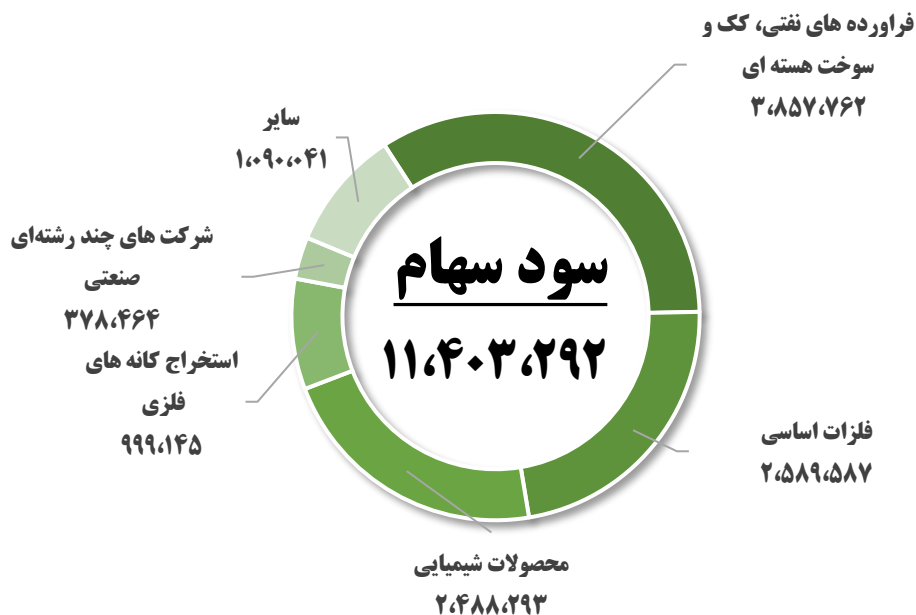 فراورده های نفتی، کک و
سوخت هسته ای
۳،۸۵۷،۷۶۲
سایر
۱،۰۹۰،۰۴۱
شرکت های چند رشته‌ای
صنعتی
۳۷۸،۴۶۴
استخراج کانه های
فلزی
۹۹۹،۱۴۵
سود سهام
۱۱،۴۰۳،۲۹۲
فلزات اساسی
۲،۵۸۹،۵۸۷
محصولات شیمیایی
۲،۴۸۸،۲۹۳